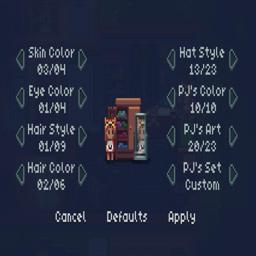 Skin Color
03/04
Eye Color
01/04
Hair Style
01/09
Hair Color
02/06
Hat Style
13/23
PJ's Color
10/10
PJ's Art
20/23
PJ's Set
Custom
Cancel Defaults Apply